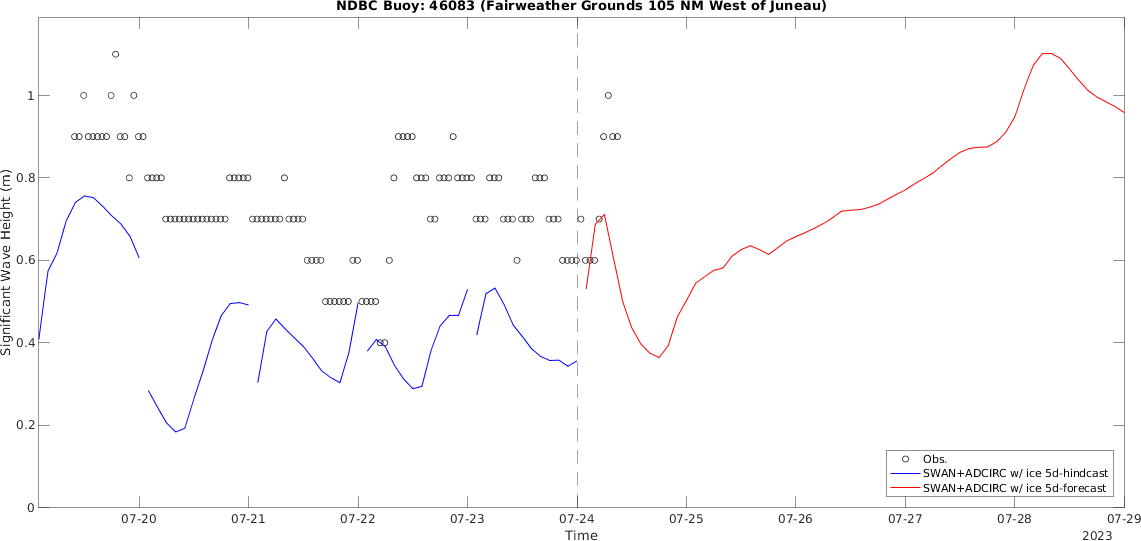 NDBC Buoy: 46083 (Fairweather Grounds 105 NM West of Juneau)
Significant Wave Height (m)
1
0.8
0.6
0.4
0.2
0
Obs.
SWAN+ADCIRC w/ ice 5d-hindcast
SWAN+ADCIRC w/ ice 5d-forecast
07-20 07-21 07-22 07-23 07-24 07-25 07-26 07-27 07-28 07-29
Time
2023